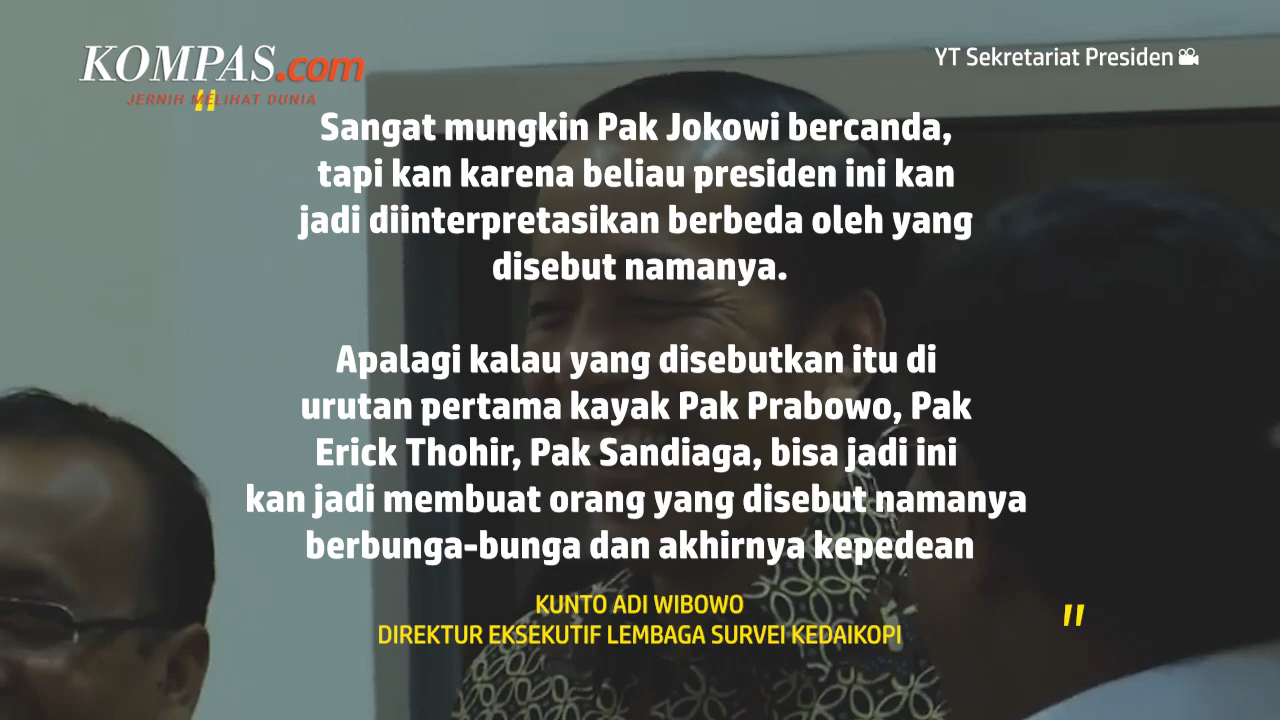 KOMPAS.com
JERNIH MELIHAT DUNIA
YT Sekretariat Presiden
"
Sangat mungkin Pak Jokowi bercanda,
tapi kan karena beliau presiden ini kan
jadi diinterpretasikan berbeda oleh yang
disebut namanya.
Apalagi kalau yang disebutkan itu di
urutan pertama kayak Pak Prabowo, Pak
Erick Thohir, Pak Sandiaga, bisa jadi ini
kan jadi membuat orang yang disebut namanya
berbunga-bunga dan akhirnya kepedean
KUNTO ADI WIBOWO
DIREKTUR EKSEKUTIF LEMBAGA SURVEI KEDAIKOPI
"